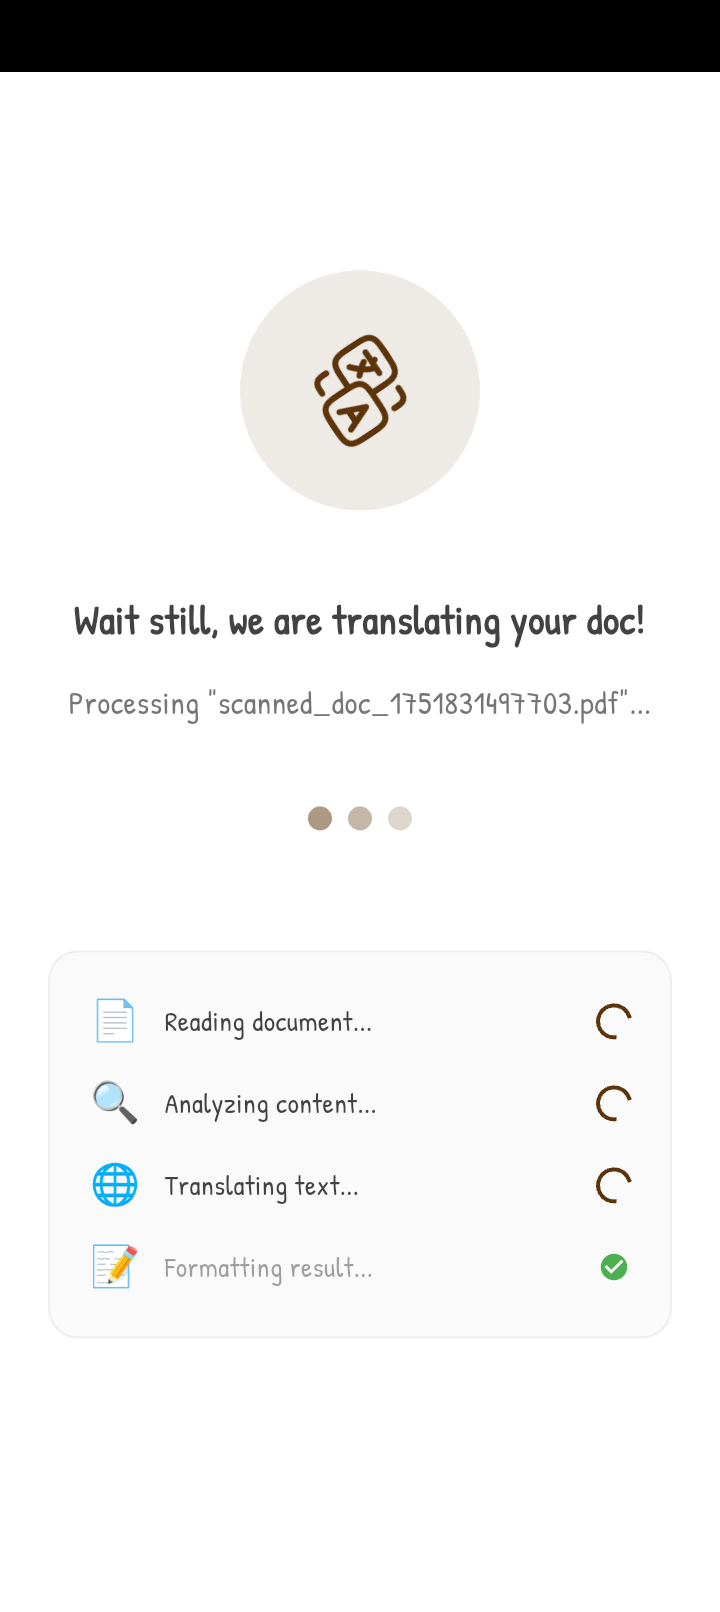 文
A
Wait still, we are translating your doc!
Processing "scanned_doc_1751831497703.pdf"...
Reading document...
Analyzing content...
Translating text...
Formatting result...